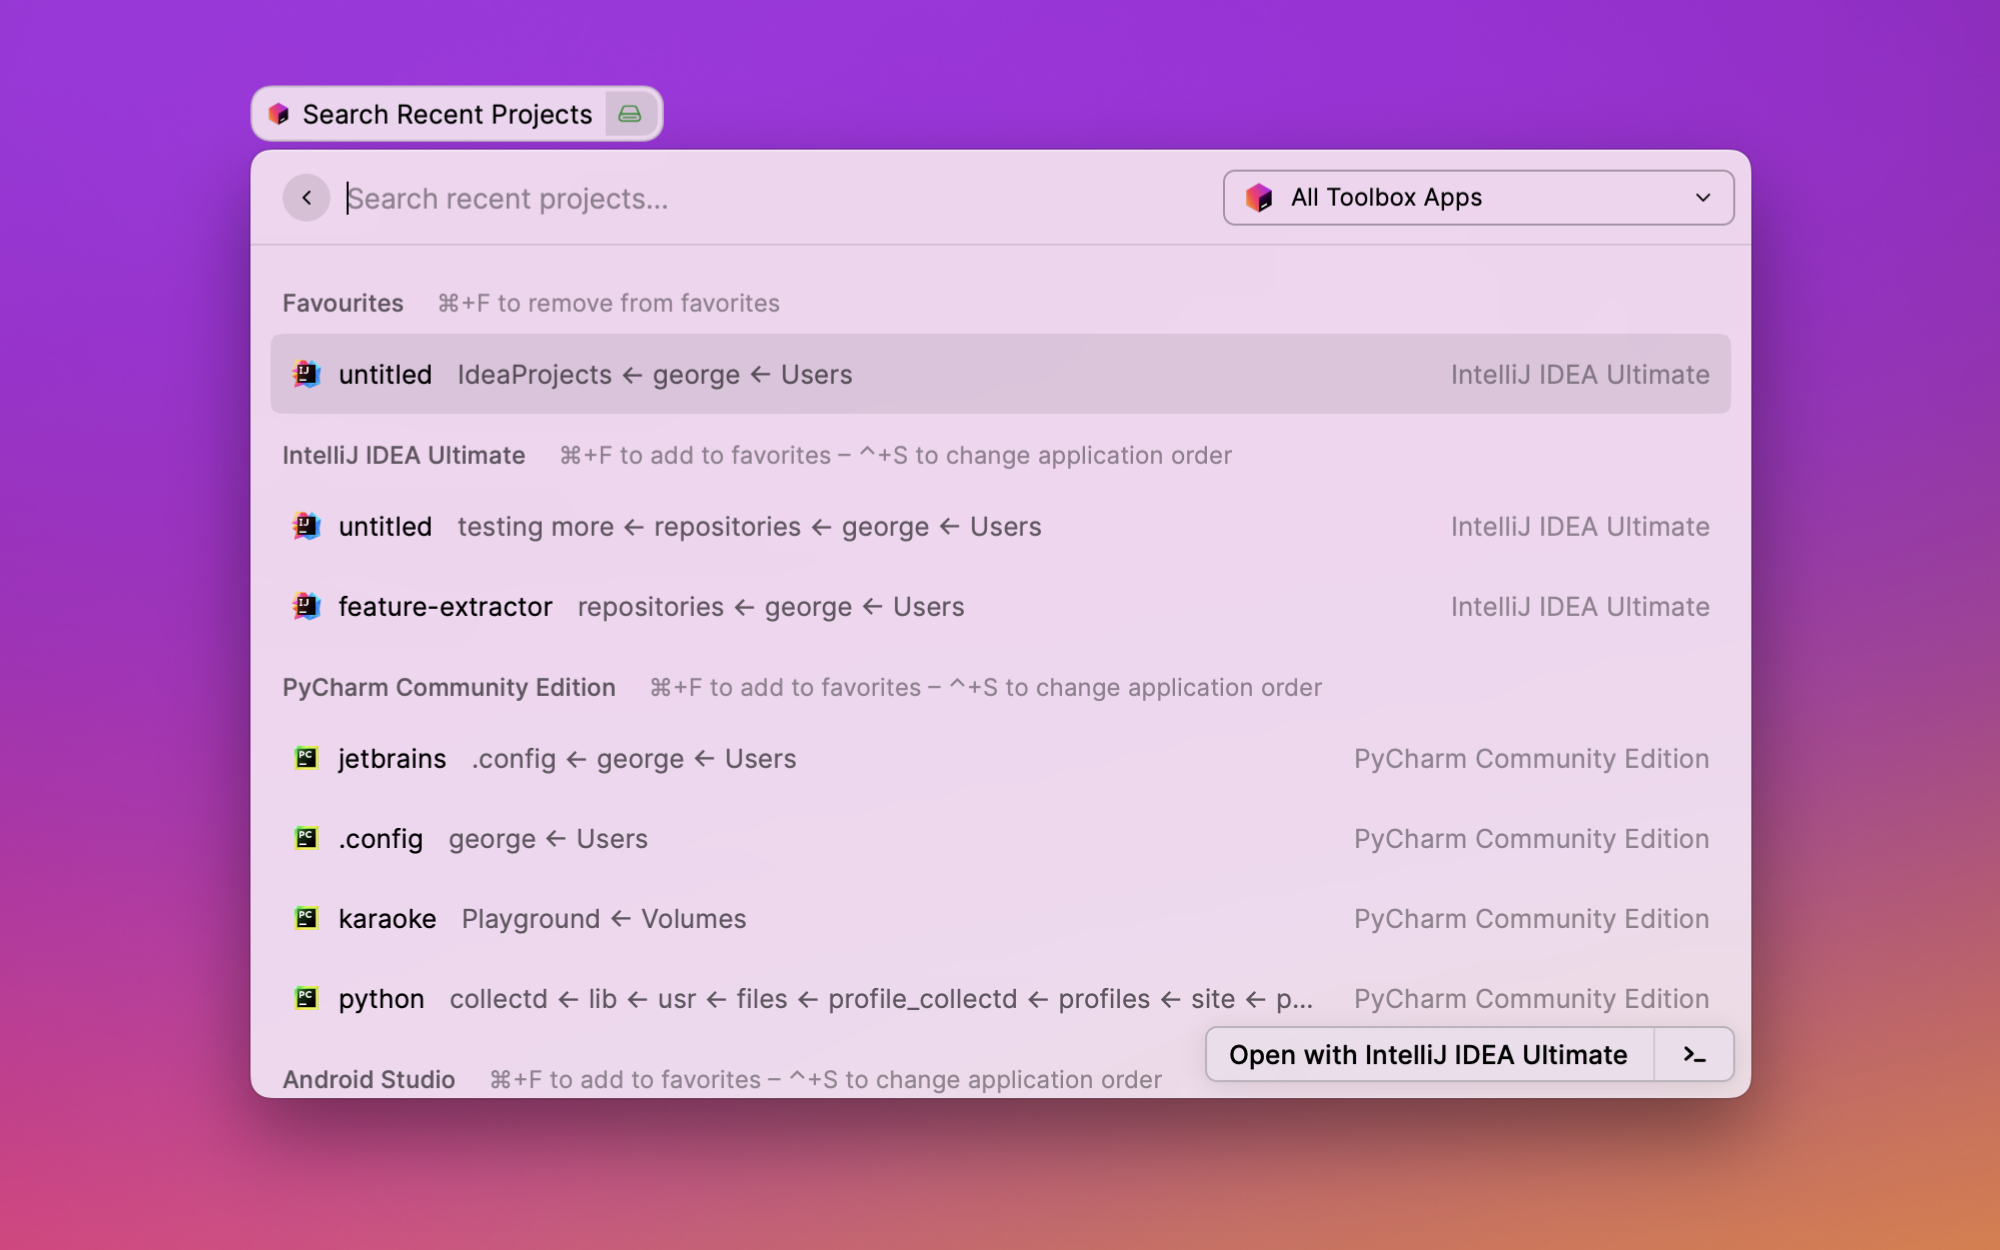 Search Recent Projects
Search recent projects...
All Toolbox Apps
Favourites ⌘+F to remove from favorites
untitled IdeaProjects ← george ← Users IntelliJ IDEA Ultimate
IntelliJ IDEA Ultimate ⌘+F to add to favorites – ^+S to change application order
untitled testing more ← repositories ← george ← Users IntelliJ IDEA Ultimate
feature-extractor repositories ← george ← Users IntelliJ IDEA Ultimate
PyCharm Community Edition ⌘+F to add to favorites – ^+S to change application order
jetbrains .config ← george ← Users PyCharm Community Edition
.config george ← Users PyCharm Community Edition
karaoke Playground ← Volumes PyCharm Community Edition
python collectd ← lib ← usr ← files ← profile_collectd ← profiles ← site ← p... PyCharm Community Edition
Open with IntelliJ IDEA Ultimate >_
Android Studio ⌘+F to add to favorites – ^+S to change application order